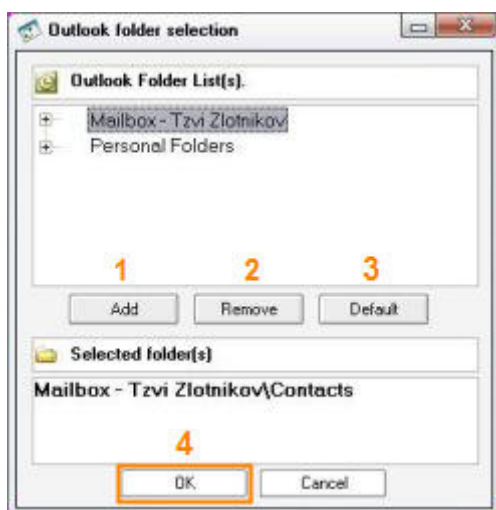 Outlook folder selection
Outlook Folder List(s).
Mailbox - Tzvi Zlotnikov
Personal Folders
1 2 3
Add Remove Default
Selected folder(s)
Mailbox - Tzvi Zlotnikov\Contacts
4
OK Cancel